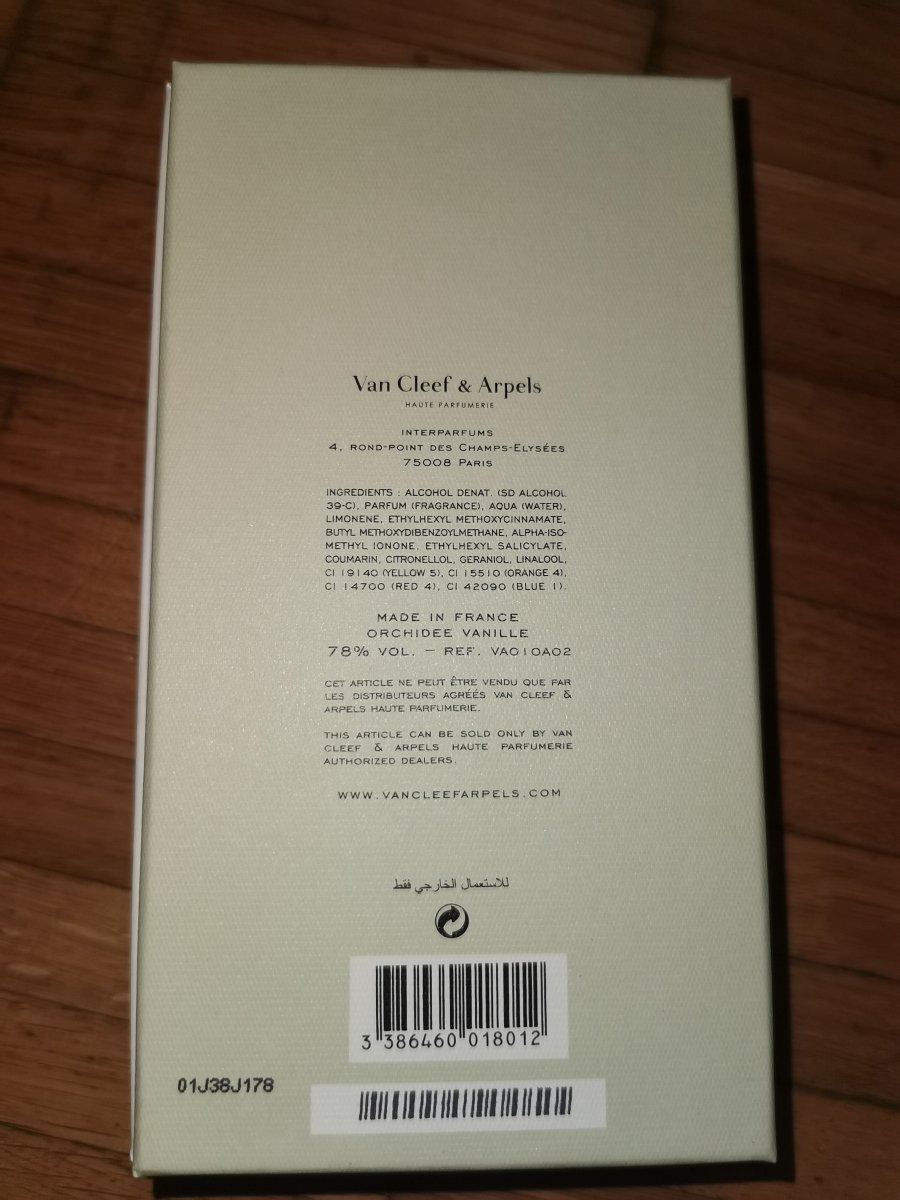 Van Cleef & Arpels
HAUTE PARFUMERIE
INTERPARFUMS
4, ROND-POINT DES CHAMPS-ELYSÉES
75008 PARIS
INGREDIENTS : ALCOHOL DENAT. (SD ALCOHOL
39-C), PARFUM (FRAGRANCE), AQUA (WATER),
LIMONENE, ETHYLHEXYL METHOXYCINNAMATE,
BUTYL METHOXYDIBENZOYLMETHANE, ALPHA-ISO-
METHYL IONONE, ETHYLHEXYL SALICYLATE,
COUMARIN, CITRONELLOL, GERANIOL, LINALOOL,
CI 19140 (YELLOW 5), CI 15510 (ORANGE 4),
CI 14700 (RED 4), CI 42090 (BLUE 1).
MADE IN FRANCE
ORCHIDEE VANILLE
78% VOL. – REF. VA010A02
CET ARTICLE NE PEUT ÊTRE VENDU QUE PAR
LES DISTRIBUTEURS AGRÉÉS VAN CLEEF &
ARPELS HAUTE PARFUMERIE.
THIS ARTICLE CAN BE SOLD ONLY BY VAN
CLEEF & ARPELS HAUTE PARFUMERIE
AUTHORIZED DEALERS.
WWW.VANCLEEFARPELS.COM
للاستعمال الخارجي فقط
3 386460 018012
01J38J178